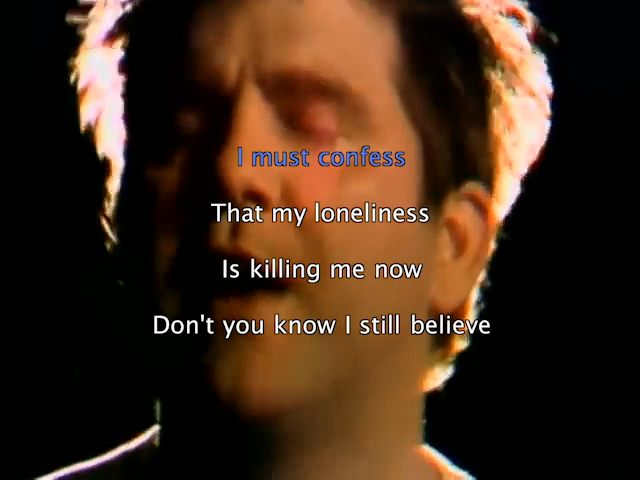 I must confess
That my loneliness
Is killing me now
Don't you know I still believe